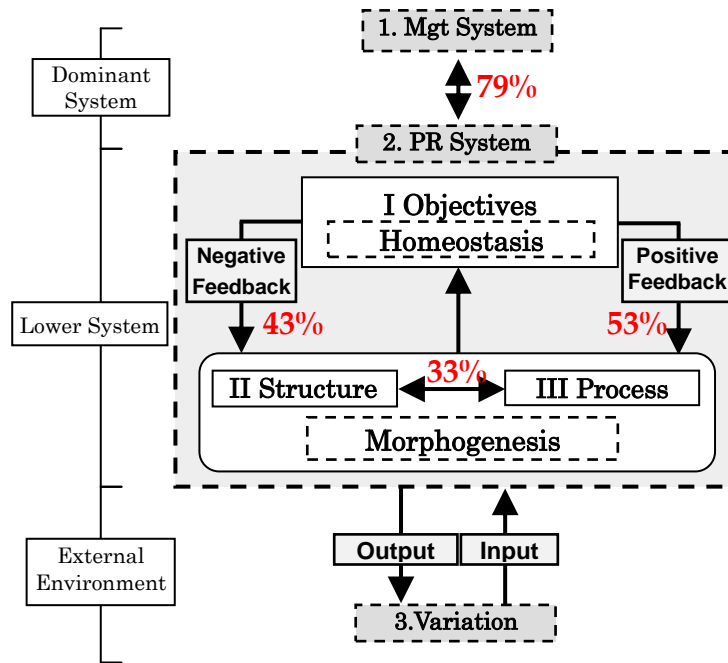 1. Mgt System
Dominant
System
79%
2. PR System
I Objectives
Homeostasis
Negative
Feedback
Positive
Feedback
Lower System
43%
53%
33%
II Structure
III Process
Morphogenesis
External
Environment
Output
Input
3.Variation